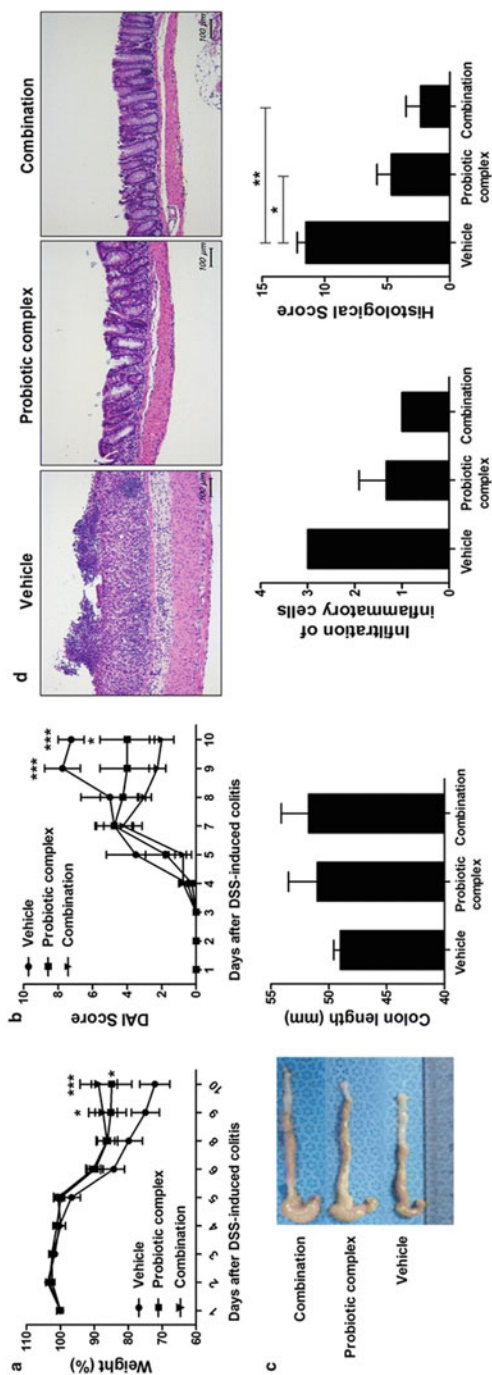 a
Weight (%)
110
100
90
80
70
60
*
***
*
Vehicle
Probiotic complex
Combination
1 2 3 4 5 6 8 9 10
Days after DSS-induced colitis
b
DAI Score
10
8
6
4
2
0
Vehicle
Probiotic complex
Combination
***
***
*
1 2 3 4 5 7 8 9 10
Days after DSS-induced colitis
c
Combination
Probiotic complex
Vehicle
Colon length (mm)
55
50
45
40
Vehicle
Probiotic
complex
Combination
d
Vehicle
Probiotic complex
Combination
100 µm
100 µm
100 µm
Infiltration of
inflammatory cells
4
3
2
1
0
Vehicle
Probiotic
complex
Combination
Histological Score
15
10
5
0
**
*
Vehicle
Probiotic
complex
Combination